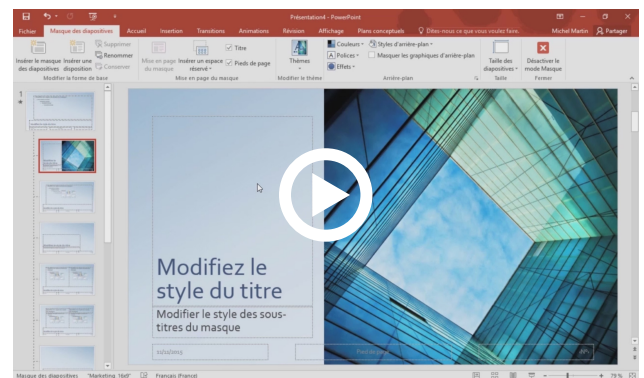 Présentation4 - PowerPoint
Fichier Masque des diapositives Accueil Insertion Transitions Animations Révision Affichage Plans conceptuels Dites-nous ce que vous voulez faire. Michel Martin Partager
Insérer le masque des diapositives
Insérer une disposition
Supprimer
Renommer
Conserver
Modifier la forme de base
Mise en page du masque
Insérer un espace réservé
Titre
Pieds de page
Mise en page du masque
Thèmes
Modifier le thème
Couleurs
Polices
Effets
Styles d'arrière-plan
Masquer les graphiques d'arrière-plan
Arrière-plan
Taille des diapositives
Taille
Désactiver le mode Masque
Fermer
1
Modifiez le
style du titre
Modifier le style des sous-
titres du masque
Pied de page
Masque des diapositives "Marketing 16x9" Français (France) 79 %